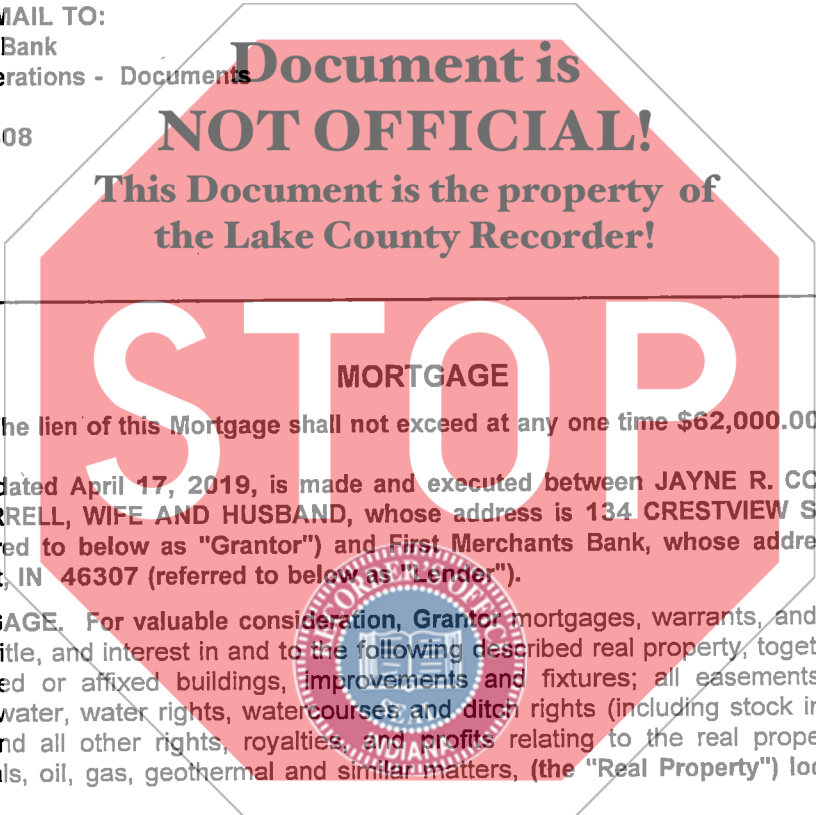 MAIL TO:
Bank
erations - Documents
Document is
08
NOT OFFICIAL!
This Document is the property of
the Lake County Recorder!
STOP
MORTGAGE
he lien of this Mortgage shall not exceed at any one time $62,000.00
dated April 17, 2019, is made and executed between JAYNE R. CO
RRELL, WIFE AND HUSBAND, whose address is 134 CRESTVIEW S
ed to below as "Grantor") and First Merchants Bank, whose addre
, IN 46307 (referred to below as "Lender").
GAGE. For valuable consideration, Grantor mortgages, warrants, and
itle, and interest in and to the following described real property, toget
ed or affixed buildings, improvements and fixtures; all easements
water, water rights, watercourses and ditch rights (including stock in
nd all other rights, royalties, and profits relating to the real prope
ls, oil, gas, geothermal and similar matters, (the "Real Property") loc
RECORDER'S OFFICE
INDIANA